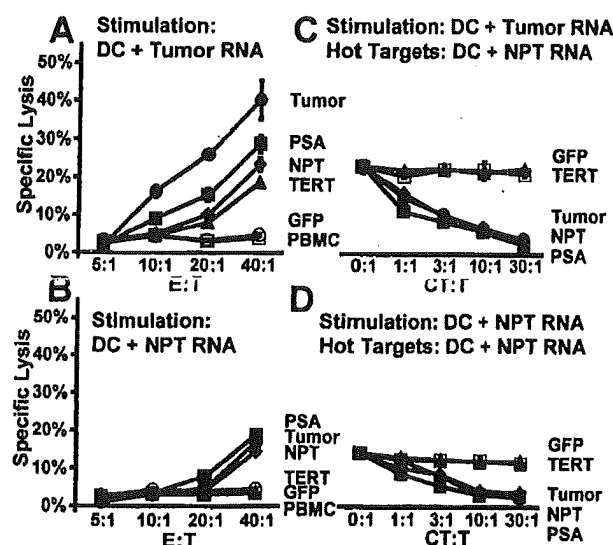 A
Stimulation:
DC + Tumor RNA
Specific Lysis
50%
40%
30%
20%
10%
0%
Tumor
PSA
NPT
TERT
GFP
PBMC
5:1 10:1 20:1 40:1
E:T
C
Stimulation: DC + Tumor RNA
Hot Targets: DC + NPT RNA
GFP
TERT
Tumor
NPT
PSA
0:1 1:1 3:1 10:1 30:1
CT:T
B
Stimulation:
DC + NPT RNA
Specific Lysis
50%
40%
30%
20%
10%
0%
PSA
Tumor
NPT
TERT
GFP
PBMC
5:1 10:1 20:1 40:1
E:T
D
Stimulation: DC + NPT RNA
Hot Targets: DC + NPT RNA
GFP
TERT
Tumor
NPT
PSA
0:1 1:1 3:1 10:1 30:1
CT:T